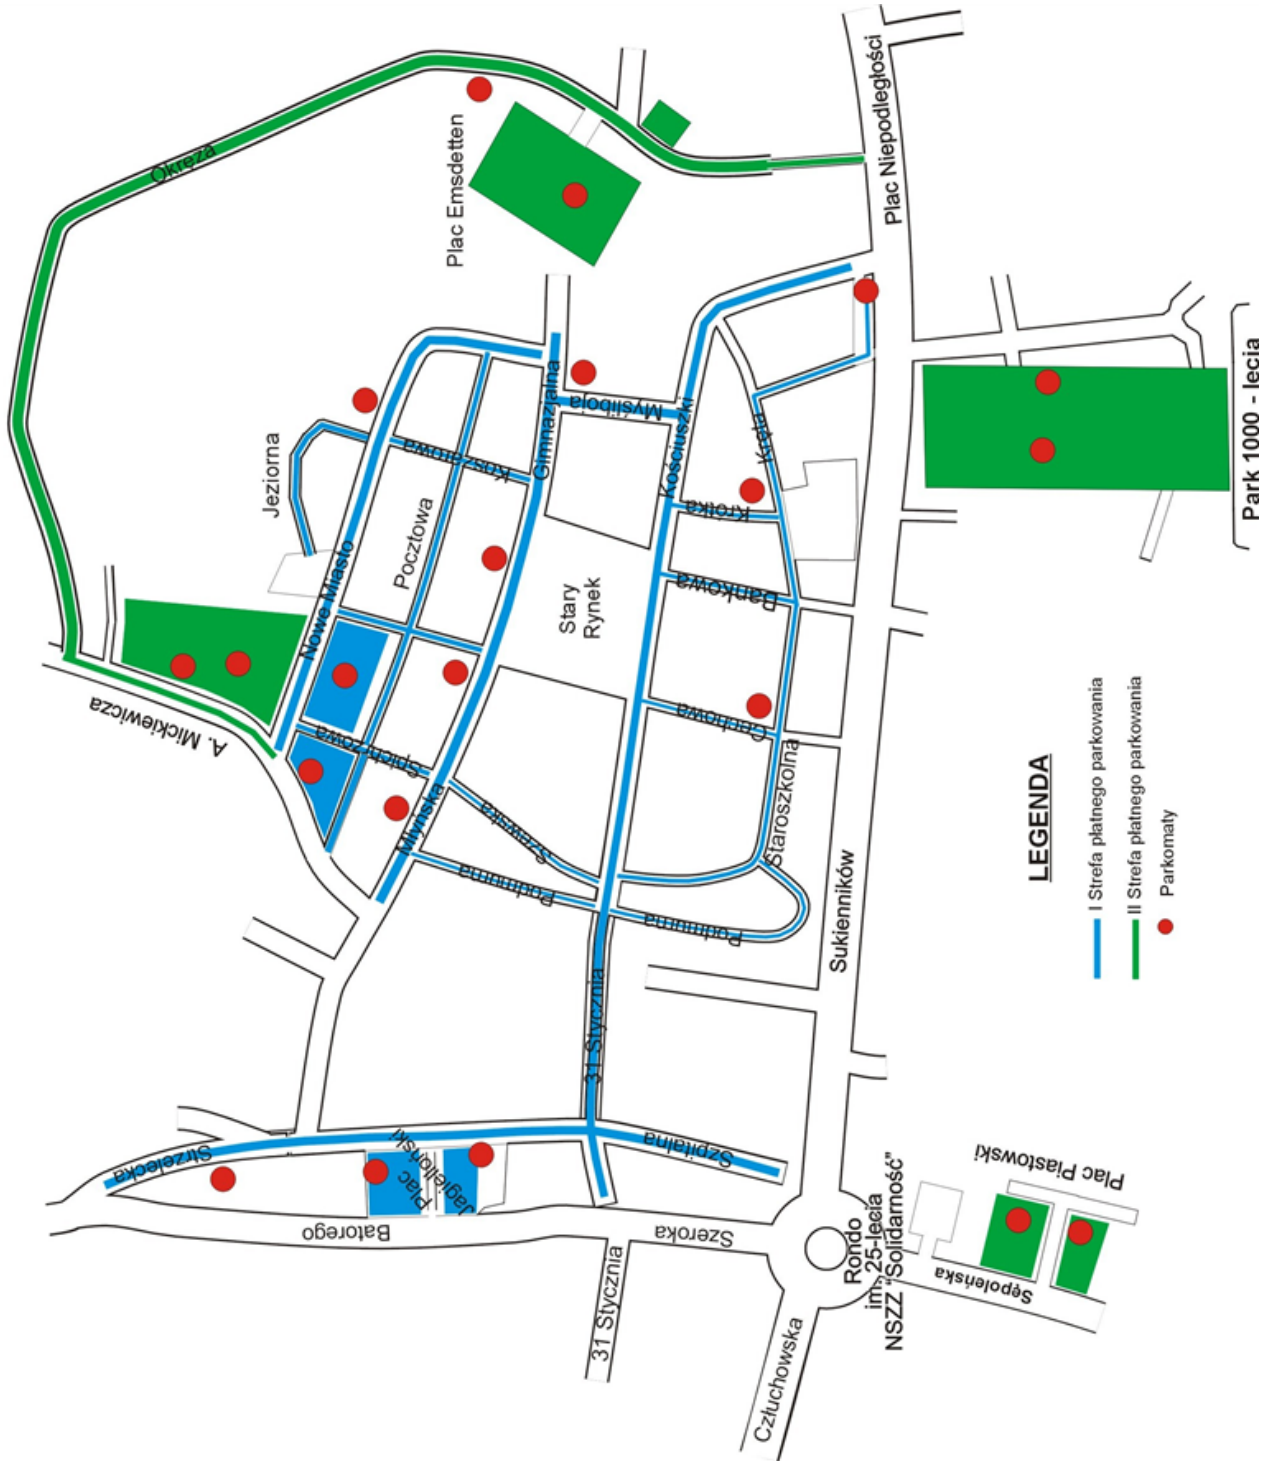 Okręża
Plac Emsdetten
Plac Niepodległości
Jeziorna
Nowe Miasto
Koszarowa
Pocztowa
Gimnazjalna
Myśliboja
Kościuszki
Kręta
Krótka
Bankowa
Stary
Rynek
A. Mickiewicza
Spichrzowa
Młyńska
Szewska
Podmurna
Cechowa
Staroszkolna
Podmurna
Sukienników
31 Stycznia
Park 1000 - lecia
LEGENDA
I Strefa płatnego parkowania
II Strefa płatnego parkowania
Parkomaty
Strzelecka
Plac
Jagielloński
Szpitalna
Batorego
Szeroka
31 Stycznia
Człuchowska
Rondo
im. 25-lecia
NSZZ "Solidarność"
Sępoleńska
Plac Piastowski